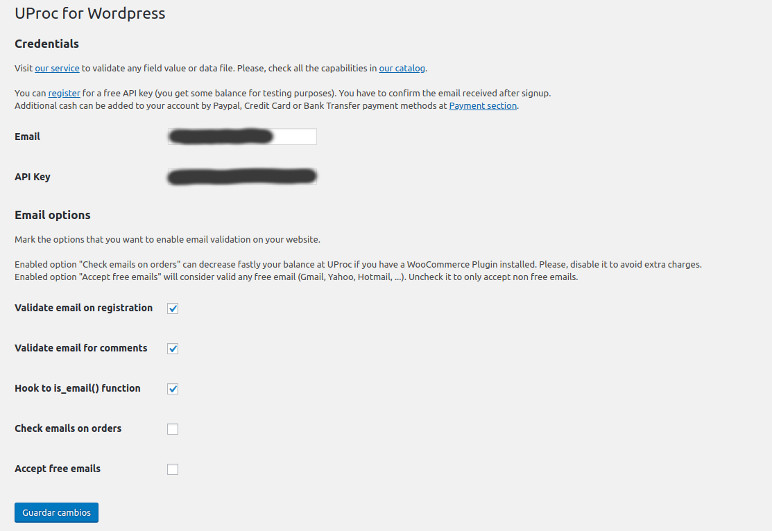 UProc for Wordpress
Credentials
Visit our service to validate any field value or data file. Please, check all the capabilities in our catalog.
You can register for a free API key (you get some balance for testing purposes). You have to confirm the email received after signup.
Additional cash can be added to your account by Paypal, Credit Card or Bank Transfer payment methods at Payment section.
Email
API Key
Email options
Mark the options that you want to enable email validation on your website.
Enabled option "Check emails on orders" can decrease fastly your balance at UProc if you have a WooCommerce Plugin installed. Please, disable it to avoid extra charges.
Enabled option "Accept free emails" will consider valid any free email (Gmail, Yahoo, Hotmail, ...). Uncheck it to only accept non free emails.
Validate email on registration
Validate email for comments
Hook to is_email() function
Check emails on orders
Accept free emails
Guardar cambios